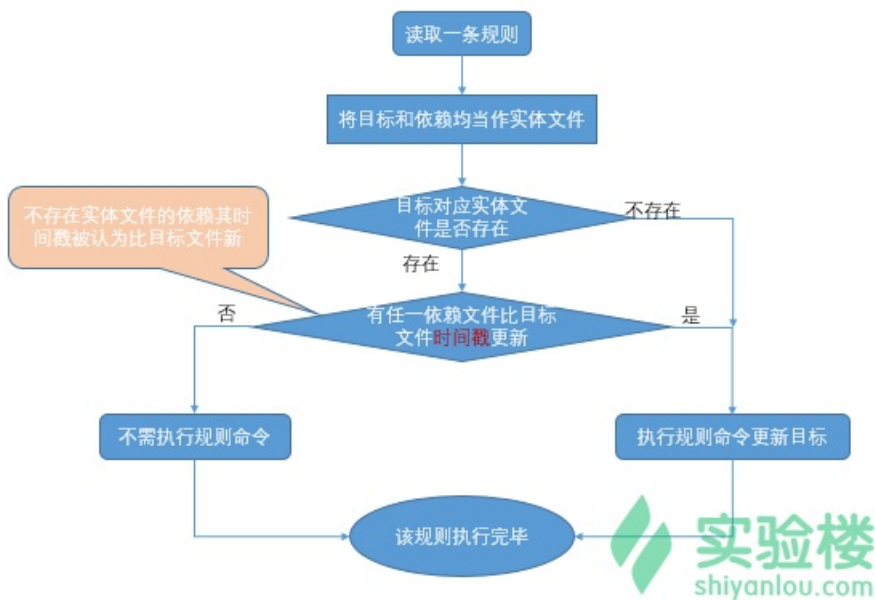 读取一条规则
将目标和依赖均当作实体文件
目标对应实体文
件是否存在
不存在
不存在实体文件的依赖其时
间戳被认为比目标文件新
存在
有任一依赖文件比目标
文件时间戳更新
否
是
不需执行规则命令
执行规则命令更新目标
该规则执行完毕
实验楼
shiyanlou.com